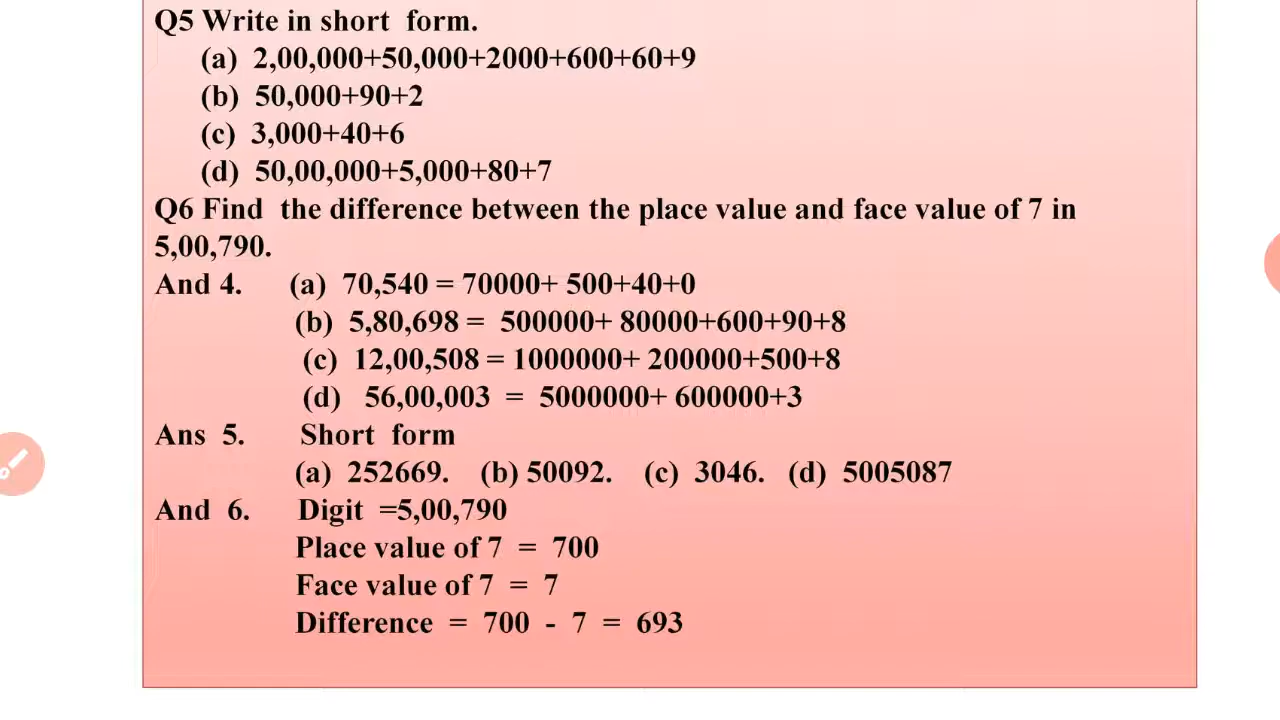 Q5 Write in short form.
(a) 2,00,000+50,000+2000+600+60+9
(b) 50,000+90+2
(c) 3,000+40+6
(d) 50,00,000+5,000+80+7
Q6 Find the difference between the place value and face value of 7 in
5,00,790.
And 4. (a) 70,540 = 70000+ 500+40+0
(b) 5,80,698 = 500000+ 80000+600+90+8
(c) 12,00,508 = 1000000+ 200000+500+8
(d) 56,00,003 = 5000000+ 600000+3
Ans 5. Short form
(a) 252669. (b) 50092. (c) 3046. (d) 5005087
And 6. Digit =5,00,790
Place value of 7 = 700
Face value of 7 = 7
Difference = 700 - 7 = 693